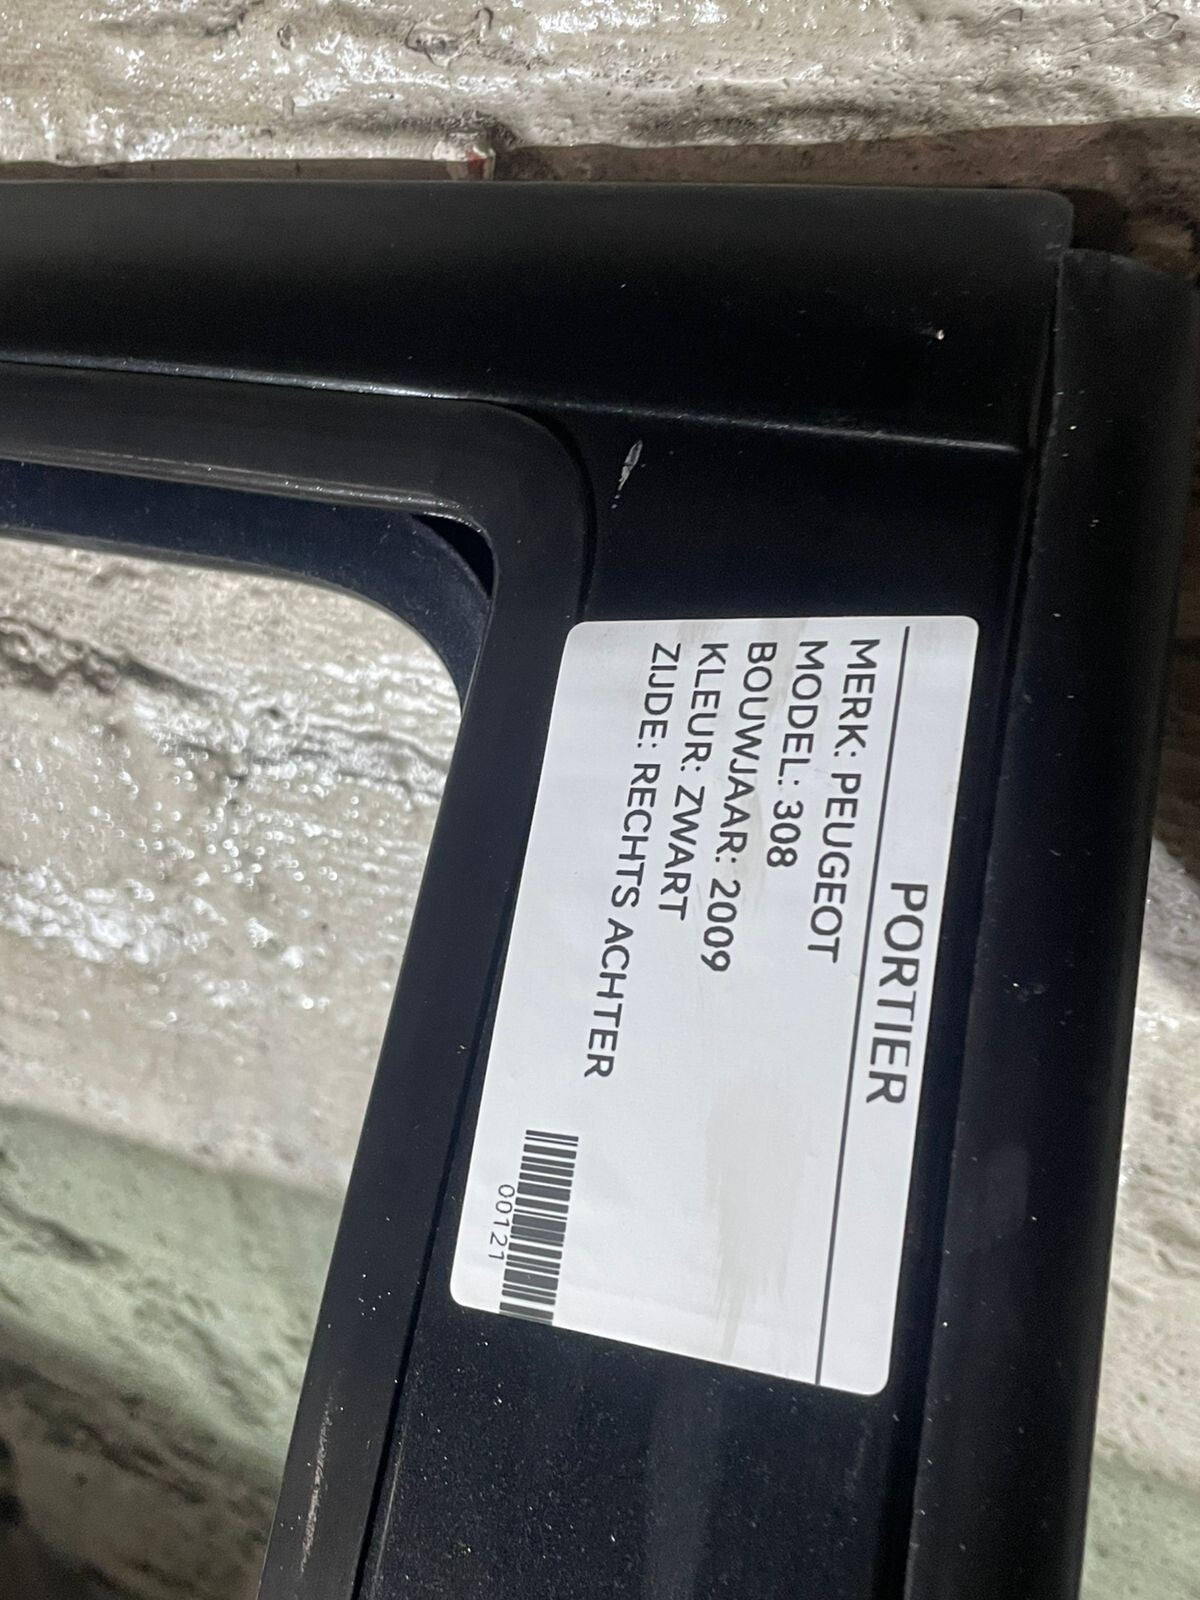 PORTIER
MERK: PEUGEOT
MODEL: 308
BOUWJAAR: 2009
KLEUR: ZWART
ZIJDE: RECHTS ACHTER
00121